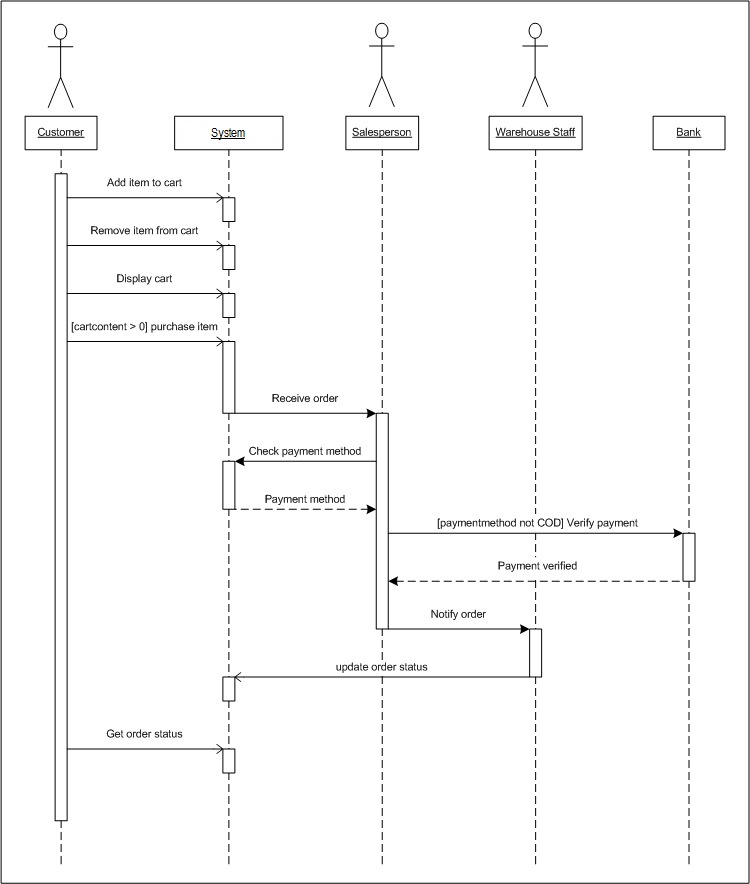 Customer
System
Salesperson
Warehouse Staff
Bank
Add item to cart
Remove item from cart
Display cart
[cartcontent > 0] purchase item
Receive order
Check payment method
Payment method
[paymentmethod not COD] Verify payment
Payment verified
Notify order
update order status
Get order status